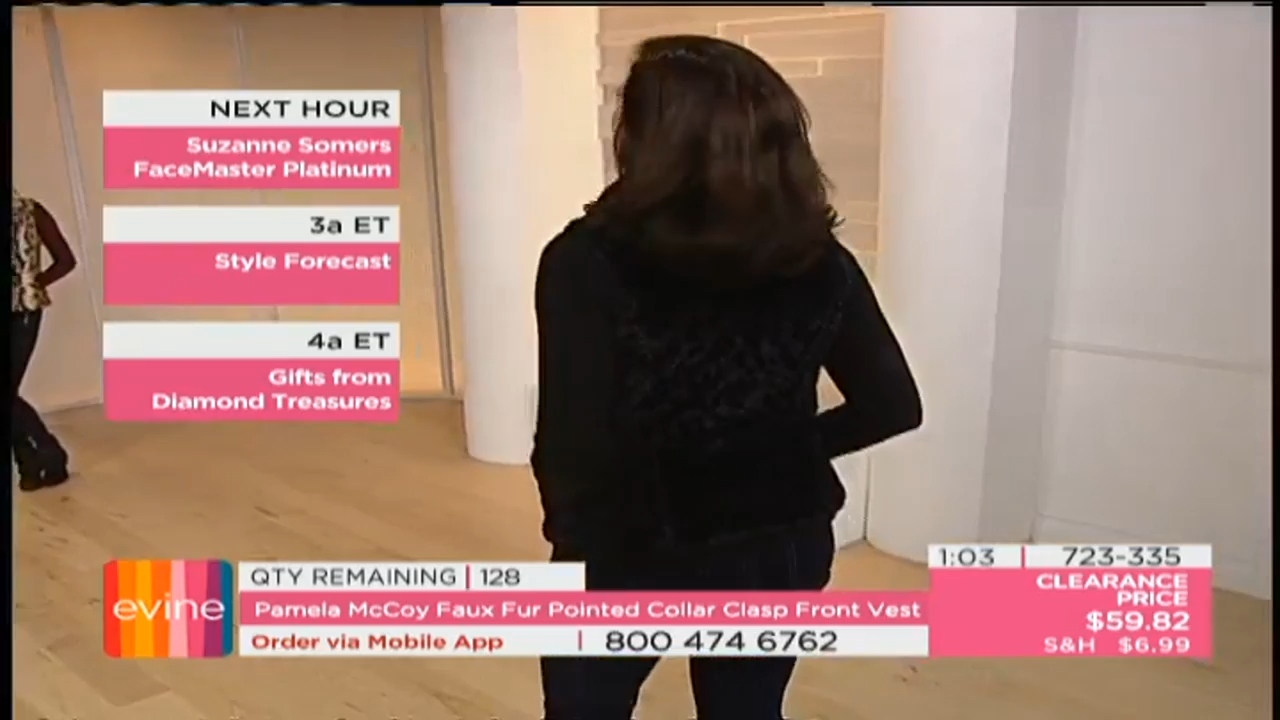 NEXT HOUR
Suzanne Somers
FaceMaster Platinum
3a ET
Style Forecast
4a ET
Gifts from
Diamond Treasures
evine
QTY REMAINING | 128
Pamela McCoy Faux Fur Pointed Collar Clasp Front Vest
Order via Mobile App | 800 474 6762
1:03 | 723-335
CLEARANCE
PRICE
$59.82
S&H $6.99